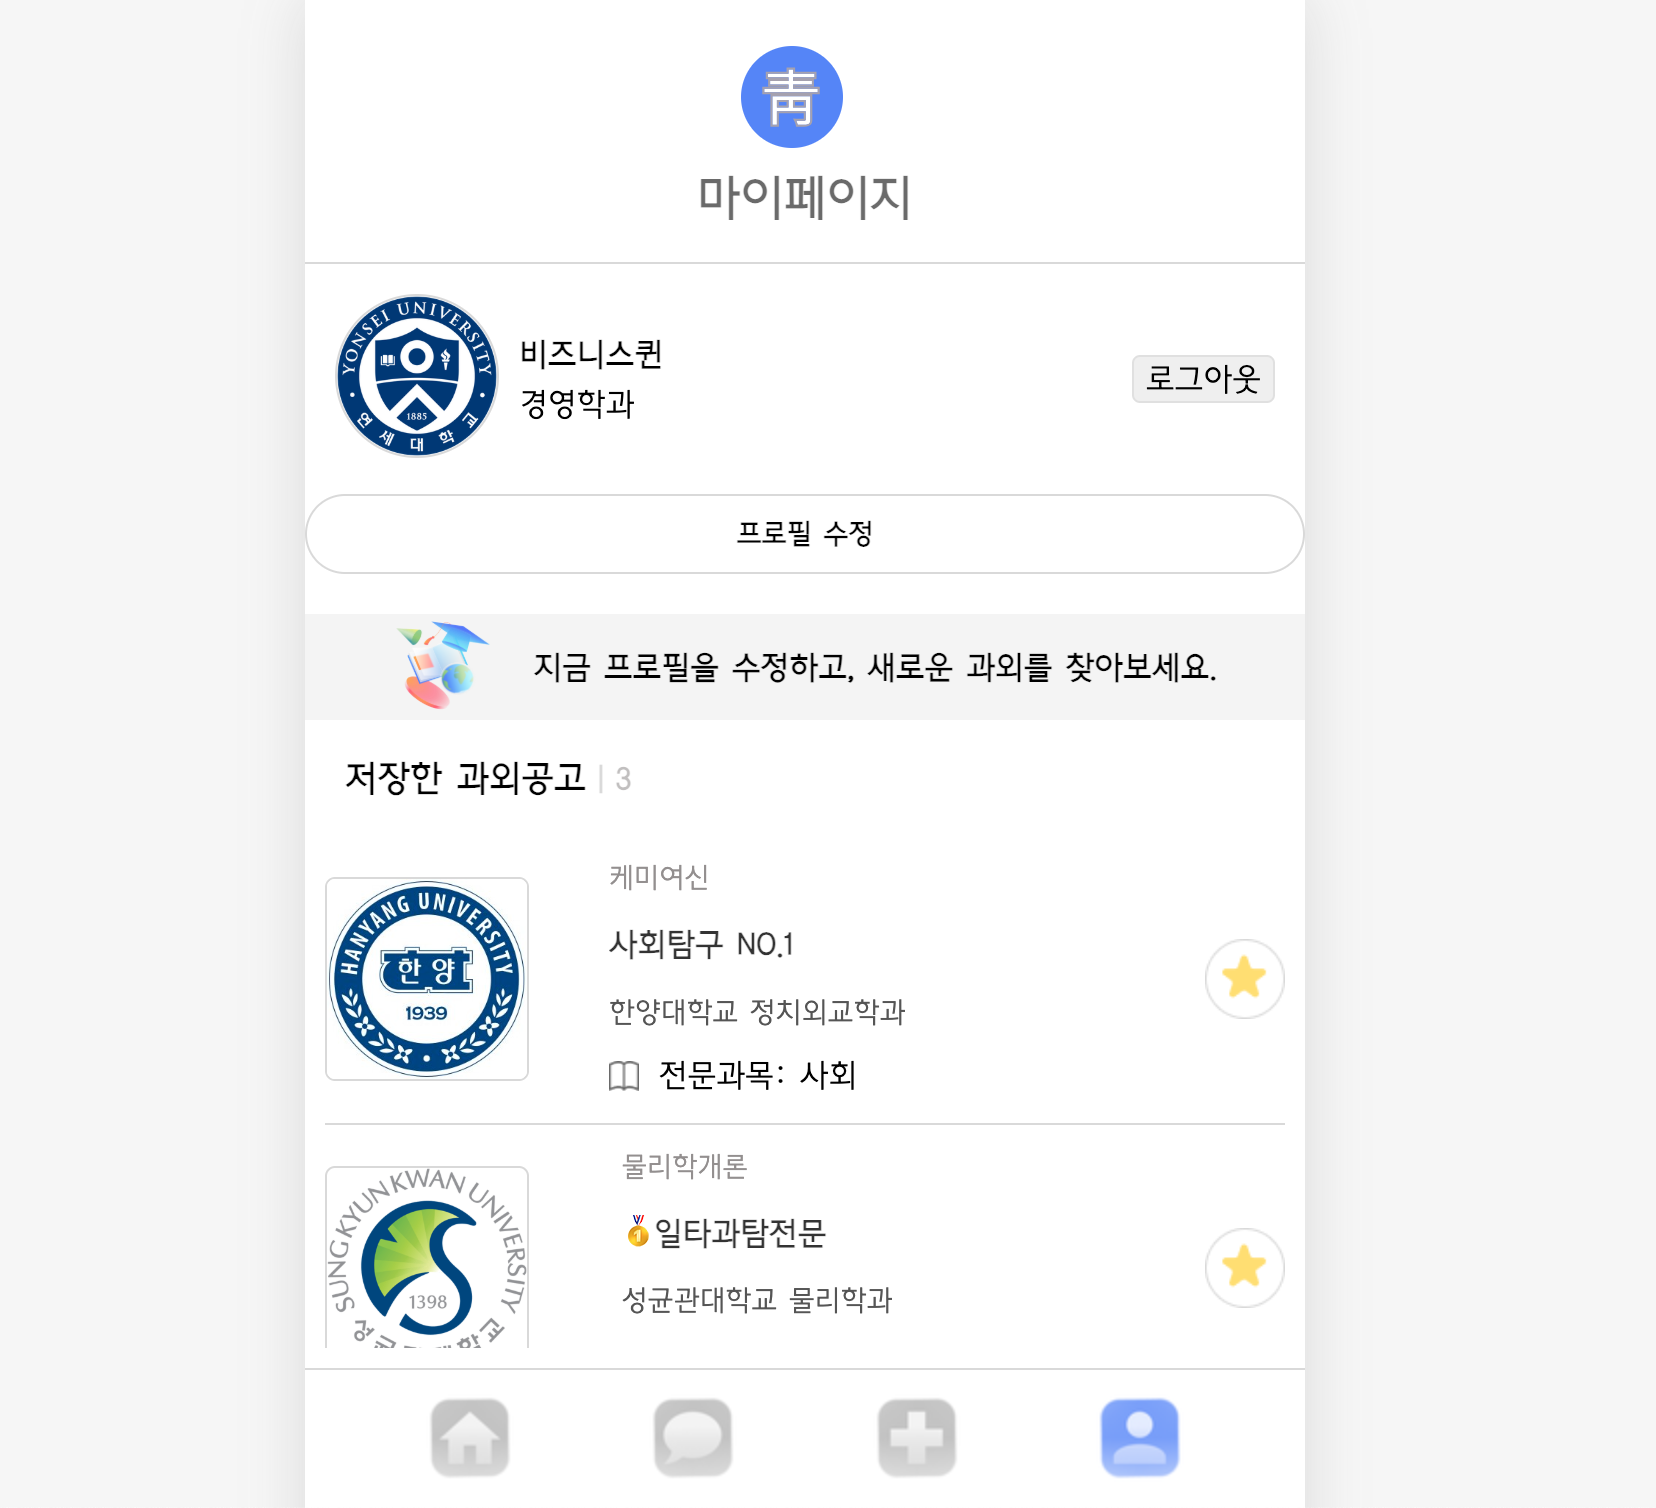 靑
마이페이지
YONSEI UNIVERSITY
1885
연세대학교
비즈니스퀸
경영학과
로그아웃
프로필 수정
지금 프로필을 수정하고, 새로운 과외를 찾아보세요.
저장한 과외공고 | 3
HANYANG UNIVERSITY
한양
1939
케미여신
사회탐구 NO.1
한양대학교 정치외교학과
전문과목: 사회
SUNGKYUNKWAN UNIVERSITY
1398
물리학개론
🏅일타과탐전문
성균관대학교 물리학과